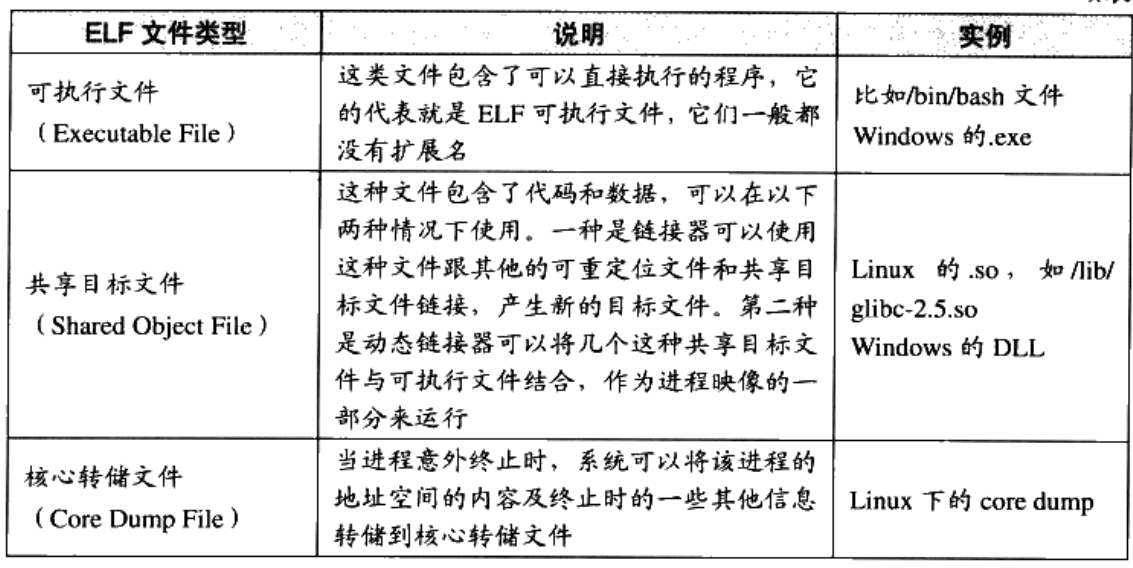 ELF 文件类型
说明
实例
可执行文件
（Executable File）
这类文件包含了可以直接执行的程序，它
的代表就是 ELF 可执行文件，它们一般都
没有扩展名
比如/bin/bash 文件
Windows 的.exe
共享目标文件
（Shared Object File）
这种文件包含了代码和数据，可以在以下
两种情况下使用。一种是链接器可以使用
这种文件跟其他的可重定位文件和共享目
标文件链接，产生新的目标文件。第二种
是动态链接器可以将几个这种共享目标文
件与可执行文件结合，作为进程映像的一
部分来运行
Linux 的.so，如/lib/
glibc-2.5.so
Windows 的 DLL
核心转储文件
（Core Dump File）
当进程意外终止时，系统可以将该进程的
地址空间的内容及终止时的一些其他信息
转储到核心转储文件
Linux 下的 core dump